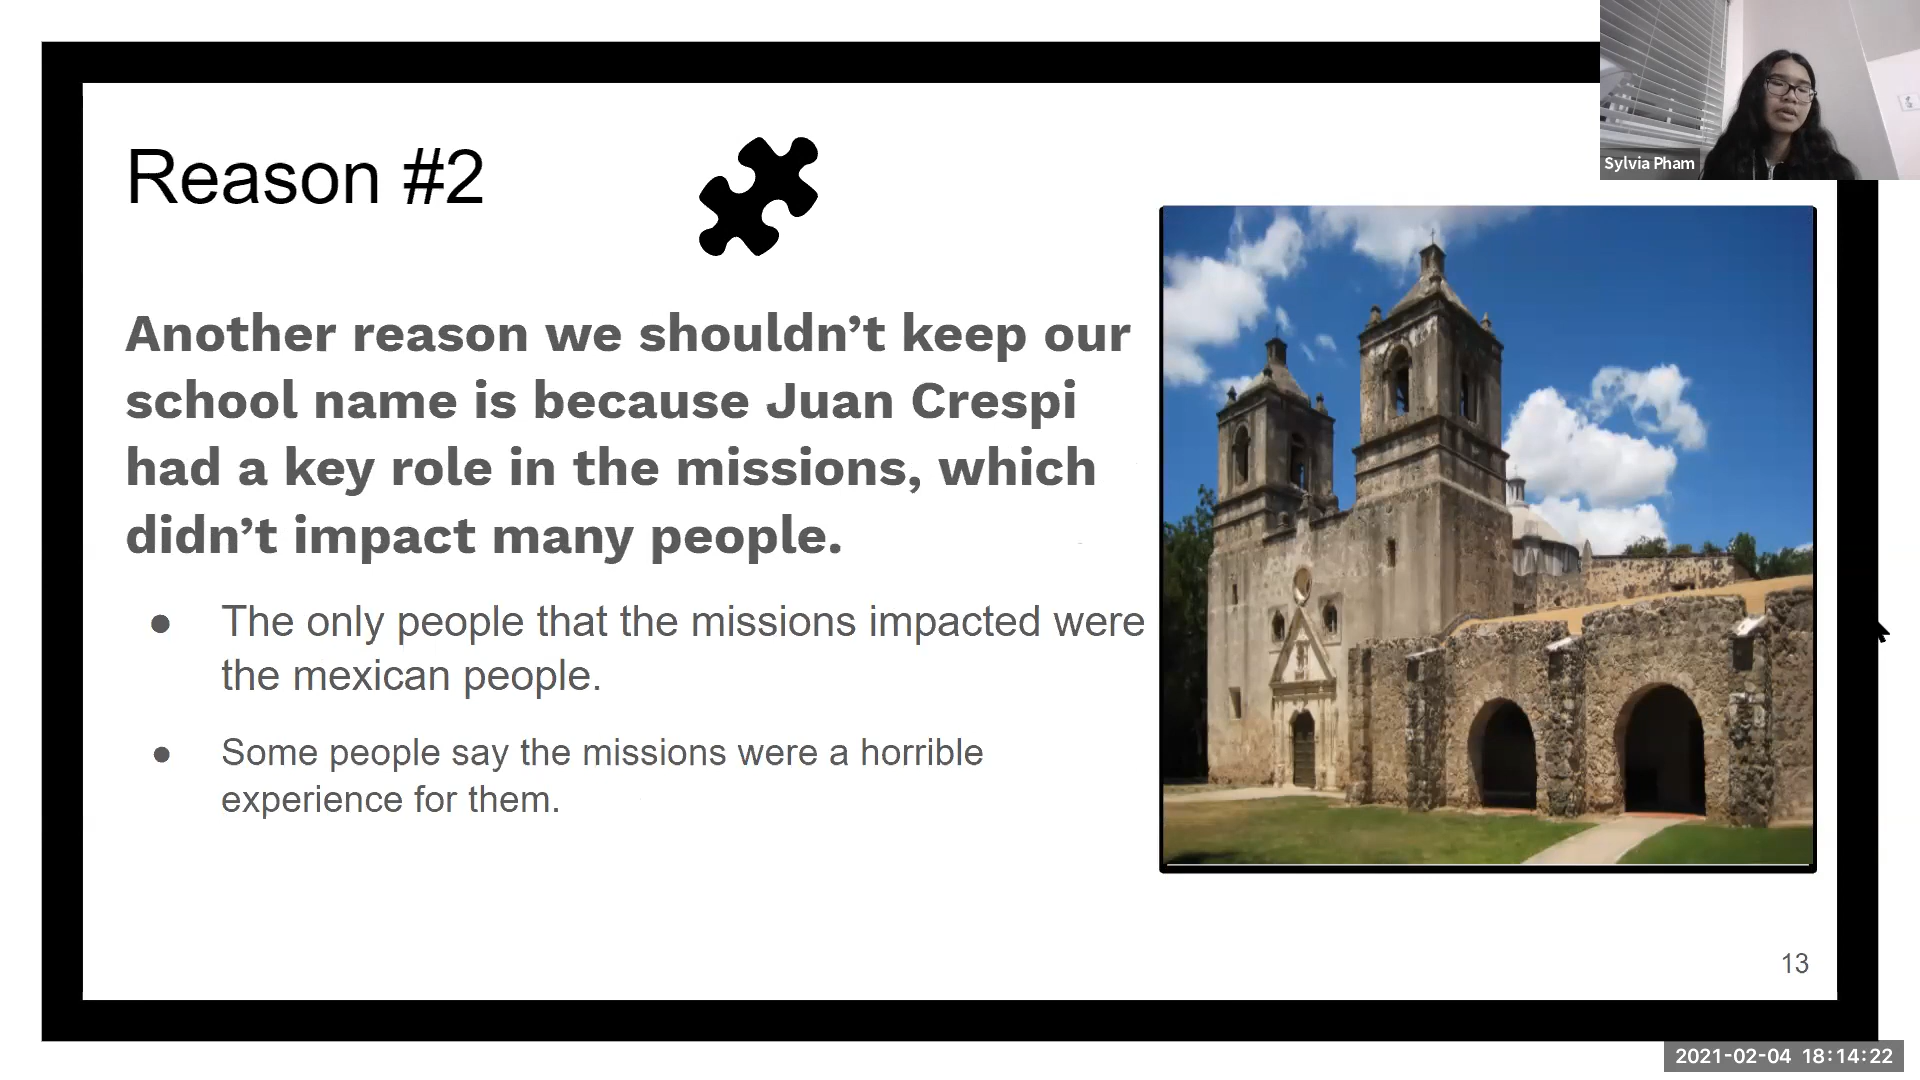 Sylvia Pham
Reason #2
Another reason we shouldn’t keep our
school name is because Juan Crespi
had a key role in the missions, which
didn’t impact many people.
● The only people that the missions impacted were
the mexican people.
● Some people say the missions were a horrible
experience for them.
13
2021-02-04 18:14:22